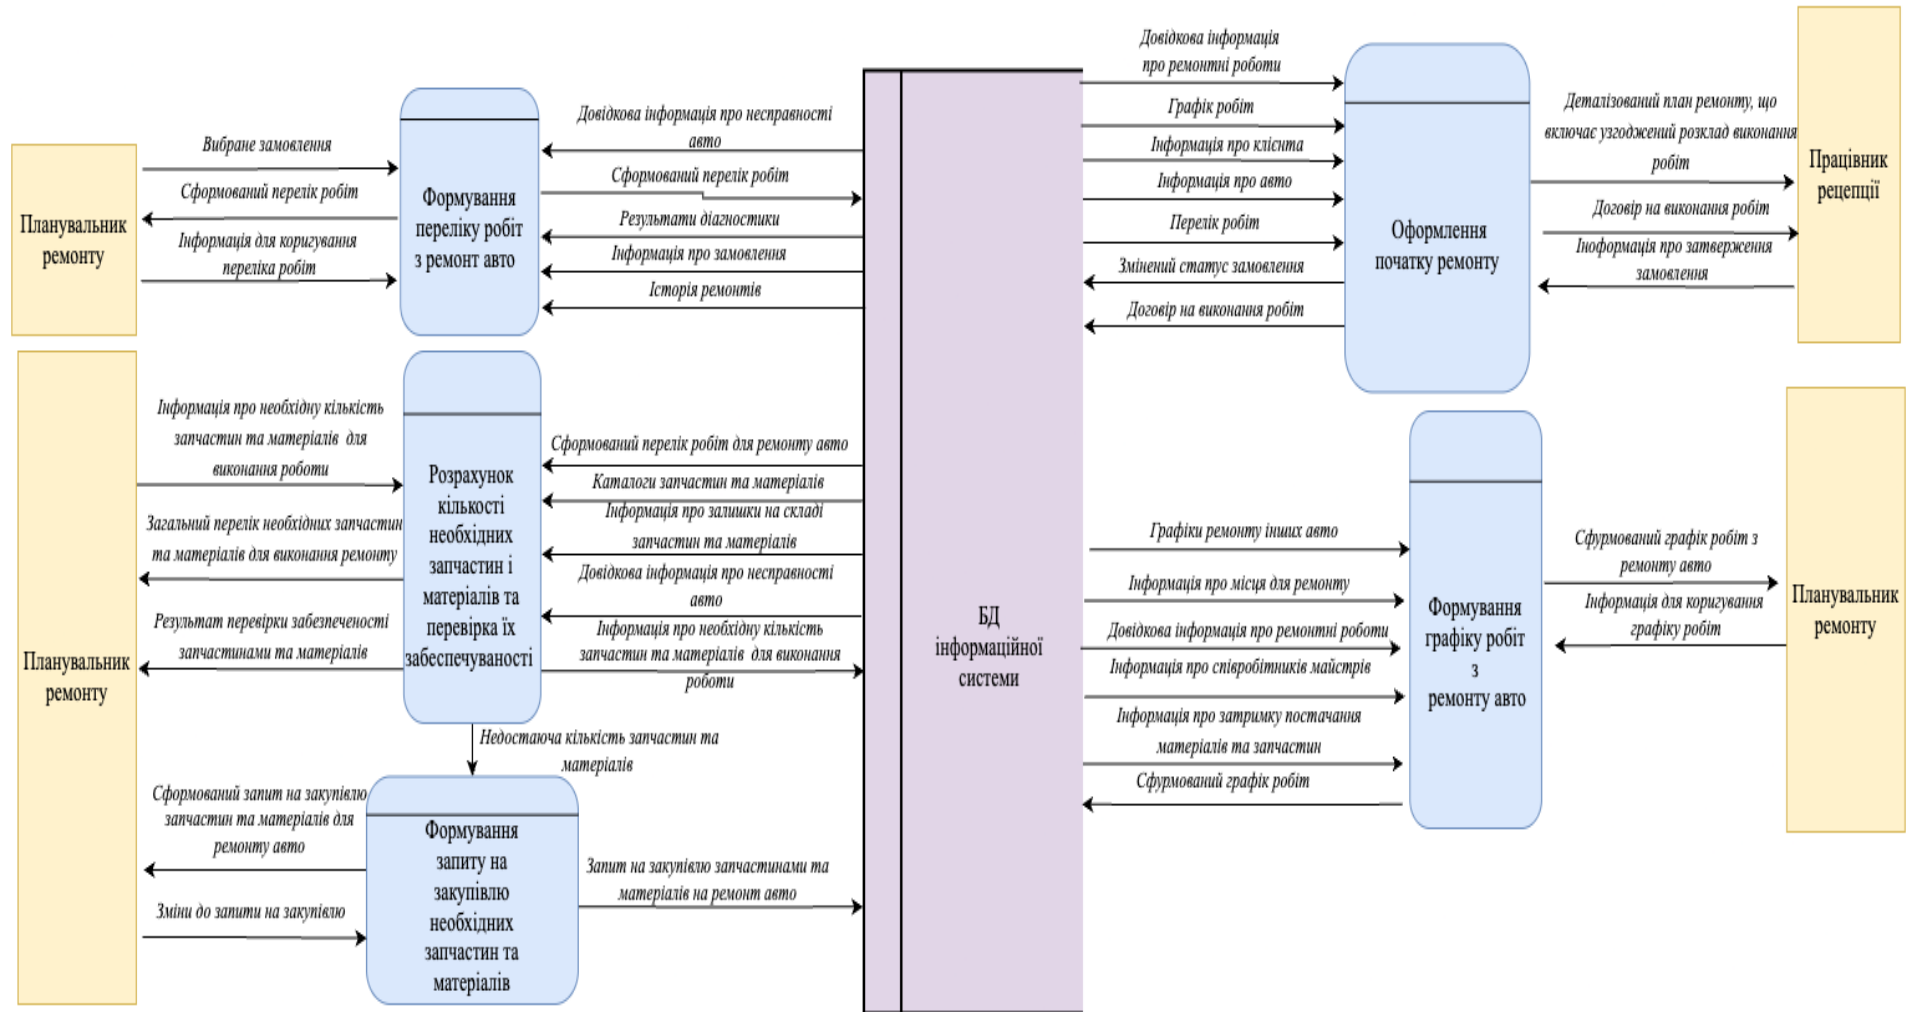 Планувальник
ремонту
Вибране замовлення
Сформований перелік робіт
Інформація для коригування
переліка робіт
Формування
переліку робіт
з ремонт авто
Довідкова інформація про несправності
авто
Сформований перелік робіт
Результати діагностики
Інформація про замовлення
Історія ремонтів
Планувальник
ремонту
Інформація про необхідну кількість
запчастин та матеріалів для
виконання роботи
Загальний перелік необхідних запчастин
та матеріалів для виконання ремонту
Результат перевірки забезпеченості
запчастинами та матеріалів
Розрахунок
кількості
необхідних
запчастин і
матеріалів та
перевірка їх
забеспечуваності
Сформований перелік робіт для ремонту авто
Каталоги запчастин та матеріалів
Інформація про залишки на складі
запчастин та матеріалів
Довідкова інформація про несправності
авто
Інформація про необхідну кількість
запчастин та матеріалів для виконання
роботи
Недостаюча кількість запчастин та
матеріалів
Сформований запит на закупівлю
запчастин та матеріалів для
ремонту авто
Зміни до запити на закупівлю
Формування
запиту на
закупівлю
необхідних
запчастин та
матеріалів
Запит на закупівлю запчастинами та
матеріалів на ремонт авто
БД
інформаційної
системи
Довідкова інформація
про ремонтні роботи
Графік робіт
Інформація про клієнта
Інформація про авто
Перелік робіт
Змінений статус замовлення
Договір на виконання робіт
Оформлення
початку ремонту
Деталізований план ремонту, що
включає узгоджений розклад виконання
робіт
Договір на виконання робіт
Іноформація про затверження
замовлення
Працівник
рецепції
Графіки ремонту інших авто
Інформація про місця для ремонту
Довідкова інформація про ремонтні роботи
Інформація про співробітників майстрів
Інформація про затримку постачання
матеріалів та запчастин
Сфурмований графік робіт
Формування
графіку робіт
з
ремонту авто
Сфурмований графік робіт з
ремонту авто
Інформація для коригування
графіку робіт
Планувальник
ремонту